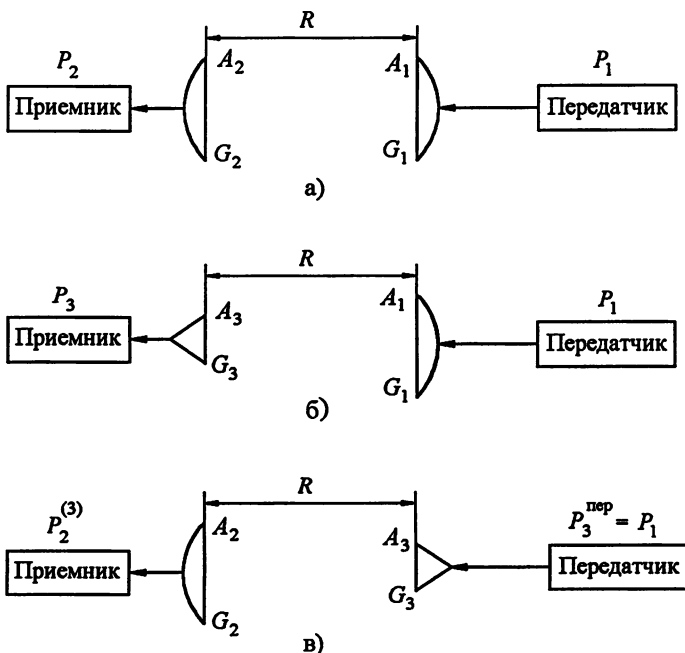 R
P₂ A₂ A₁ P₁
Приемник Передатчик
G₂ G₁
а)
R
P₃ A₃ A₁ P₁
Приемник Передатчик
G₃ G₁
б)
R
P₂⁽³⁾ A₂ A₃ P₃ᵖᵉʳ = P₁
Приемник Передатчик
G₂ G₃
в)